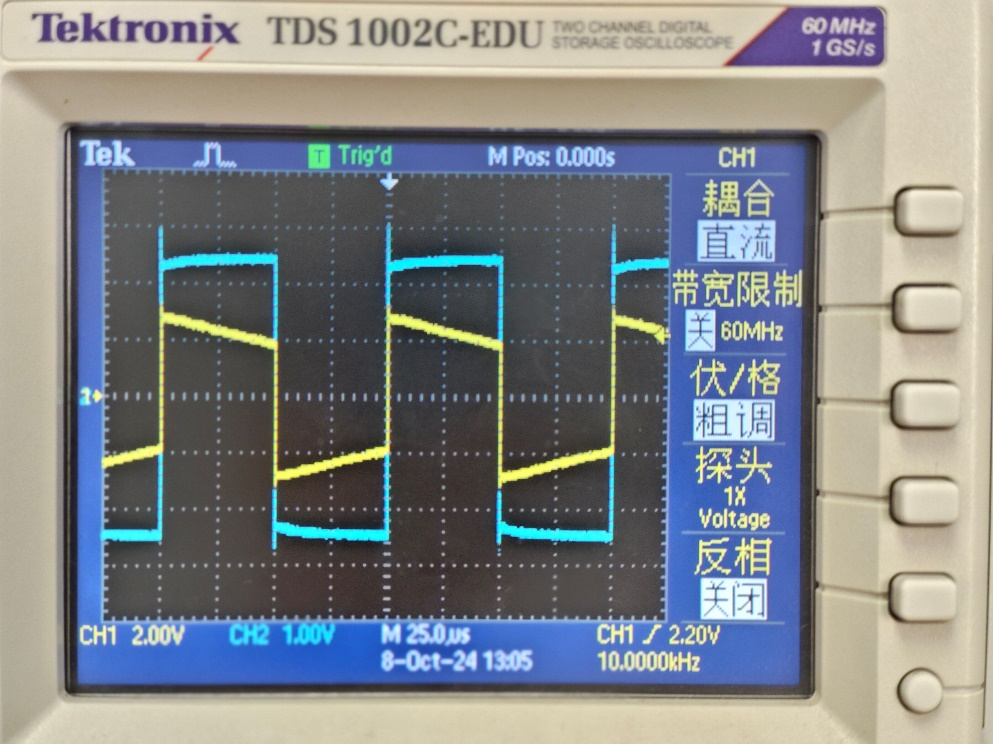 Tektronix TDS 1002C-EDU TWO CHANNEL DIGITAL STORAGE OSCILLOSCOPE
60 MHz
1 GS/s
Tek T Trig'd M Pos: 0.000s CH1
耦合
直流
带宽限制
关 60MHz
伏/格
粗调
探头
1X
Voltage
反相
关闭
CH1 2.00V CH2 1.00V M 25.0µs CH1 2.20V
8-Oct-24 13:05 10.0000kHz